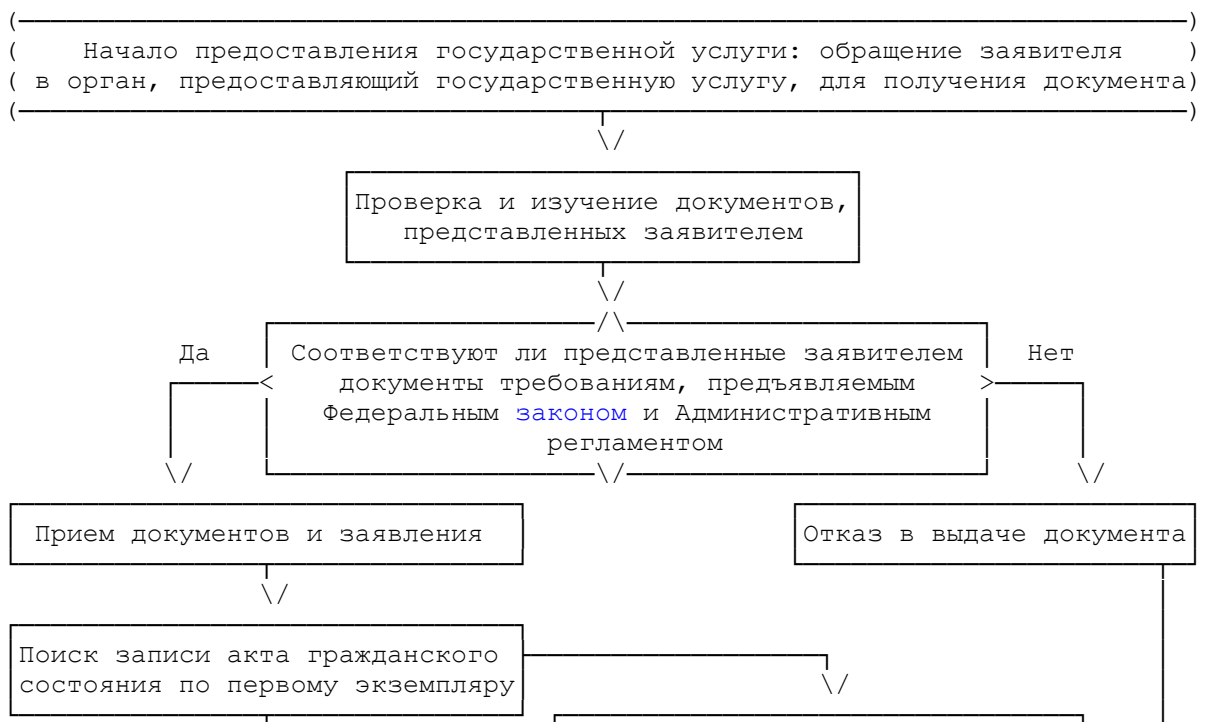 Начало предоставления государственной услуги: обращение заявителя
в орган, предоставляющий государственную услугу, для получения документа
Проверка и изучение документов,
представленных заявителем
Да
Соответствуют ли представленные заявителем
Нет
документы требованиям, предъявляемым
Федеральным законом и Административным
регламентом
Прием документов и заявления
Отказ в выдаче документа
Поиск записи акта гражданского
состояния по первому экземпляру